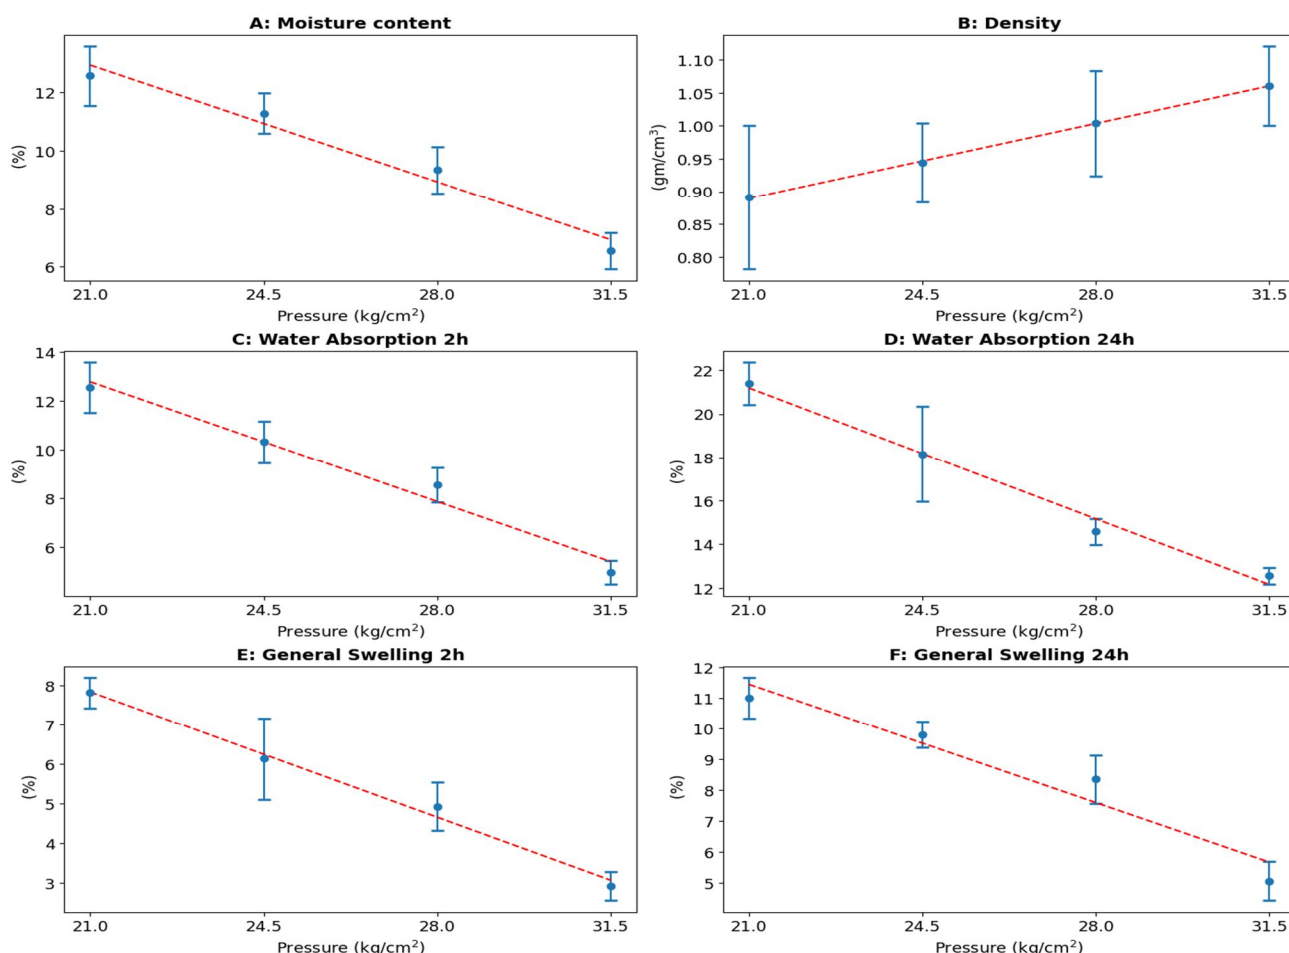 A: Moisture content
12
10
8
6
(%)
21.0 24.5 28.0 31.5
Pressure (kg/cm²)
B: Density
1.10
1.05
1.00
0.95
0.90
0.85
0.80
(gm/cm³)
21.0 24.5 28.0 31.5
Pressure (kg/cm²)
C: Water Absorption 2h
14
12
10
8
6
(%)
21.0 24.5 28.0 31.5
Pressure (kg/cm²)
D: Water Absorption 24h
22
20
18
16
14
12
(%)
21.0 24.5 28.0 31.5
Pressure (kg/cm²)
E: General Swelling 2h
8
7
6
5
4
3
(%)
21.0 24.5 28.0 31.5
Pressure (kg/cm²)
F: General Swelling 24h
12
11
10
9
8
7
6
5
(%)
21.0 24.5 28.0 31.5
Pressure (kg/cm²)